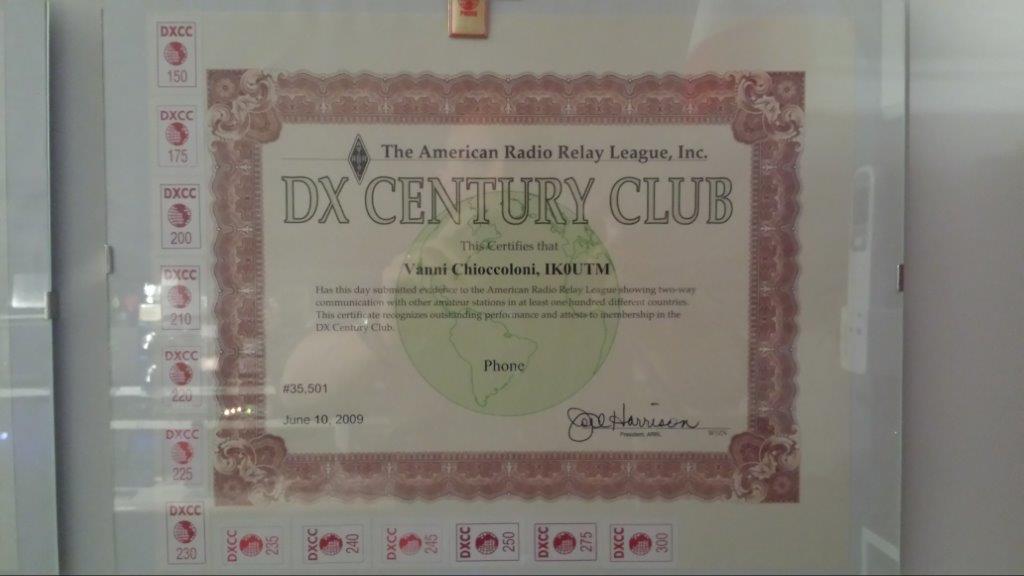 DXCC
150
DXCC
175
DXCC
200
DXCC
210
DXCC
220
DXCC
225
DXCC
230
The American Radio Relay League, Inc.
DX CENTURY CLUB
This Certifies that
Vanni Chioccoloni, IK0UTM
Has this day submitted evidence to the American Radio Relay League showing two-way
communication with other amateur stations in at least one hundred different countries.
This certificate recognizes outstanding performance and attests to membership in the
DX Century Club.
Phone
#35,501
June 10, 2009
Joel Harrison
President, ARRL
DXCC
235
DXCC
240
DXCC
245
DXCC
250
DXCC
275
DXCC
300